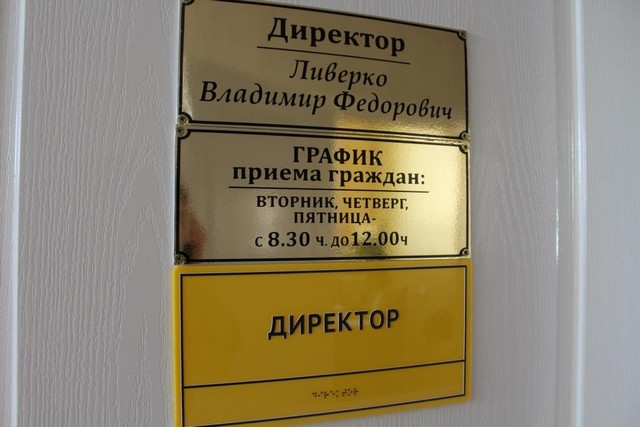 Директор
Ливерко
Владимир Федорович
ГРАФИК
приема граждан:
ВТОРНИК, ЧЕТВЕРГ,
ПЯТНИЦА-
с 8.30 ч. до 12.00ч
ДИРЕКТОР